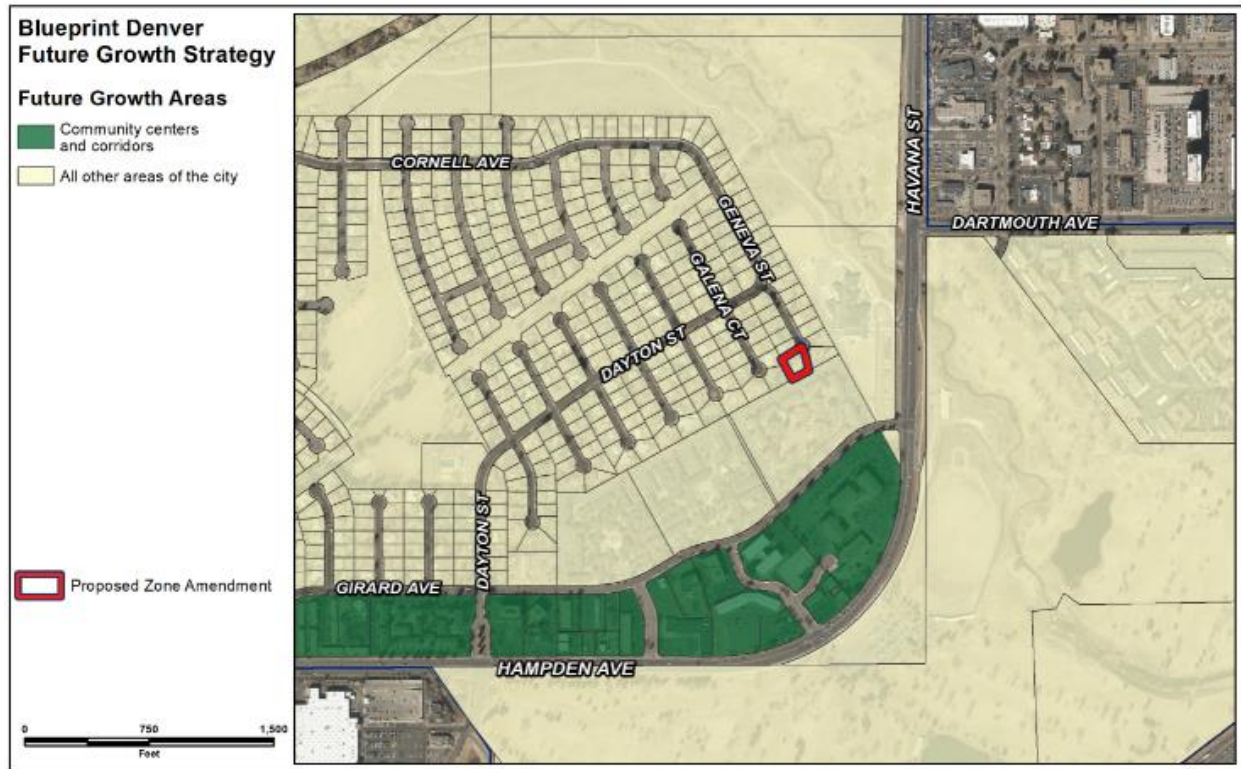 Blueprint Denver
Future Growth Strategy
Future Growth Areas
Community centers
and corridors
All other areas of the city
Proposed Zone Amendment
0 750 1,500
Feet
CORNELL AVE
GENEVA ST
HAVANA ST
DARTMOUTH AVE
GALENA CT
DAYTON ST
DAYTON ST
GIRARD AVE
HAMPDEN AVE